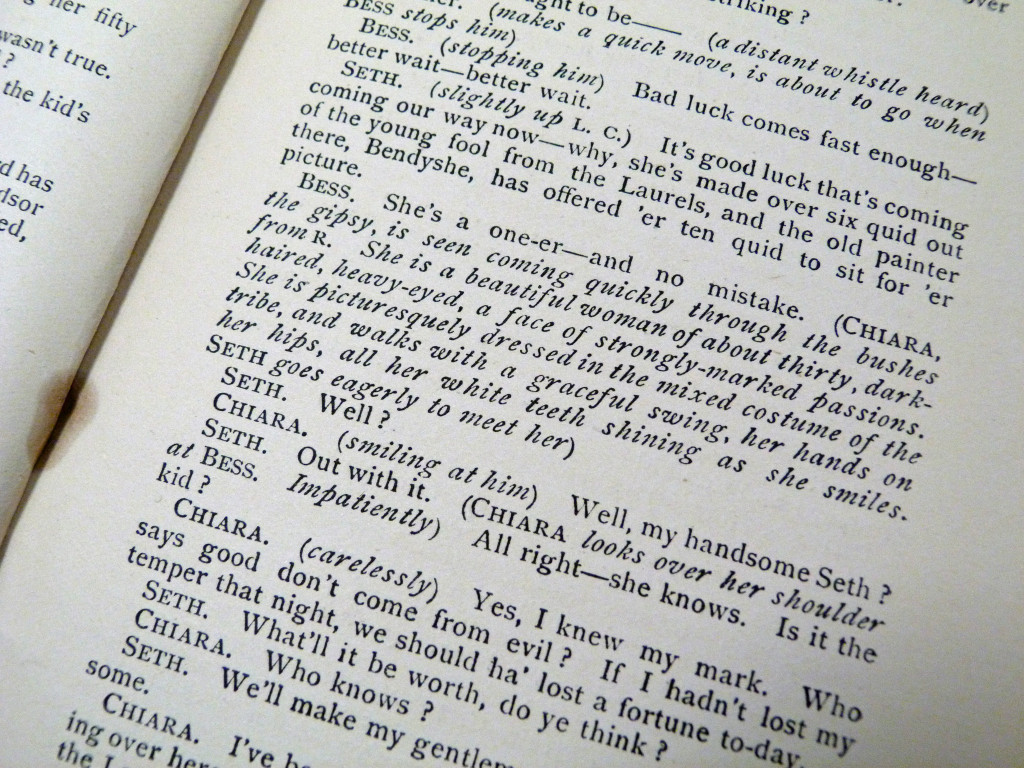 her fifty
wasn't true.
?
the kid's
has
ed,
ght to be—— (a distant whistle heard)
BESS stops him) (makes a quick move, is about to go when
BESS. (stopping him) Bad luck comes fast enough—
better wait—better wait.
SETH. (slightly up L. C.) It's good luck that's coming
coming our way now—why, she's made over six quid out
of the young fool from the Laurels, and the old painter
there, Bendyshe, has offered 'er ten quid to sit for 'er
picture.
BESS. She's a one-er—and no mistake. (CHIARA,
the gipsy, is seen coming quickly through the bushes
from R. She is a beautiful woman of about thirty, dark-
haired, heavy-eyed, a face of strongly-marked passions.
She is picturesquely dressed in the mixed costume of the
tribe, and walks with a graceful swing, her hands on
her hips, all her white teeth shining as she smiles.
SETH goes eagerly to meet her)
SETH. Well ?
CHIARA. (smiling at him) Well, my handsome Seth ?
SETH. Out with it. (CHIARA looks over her shoulder
at BESS. Impatiently) All right—she knows. Is it the
kid ?
CHIARA. (carelessly) Yes, I knew my mark. Who
says good don't come from evil ? If I hadn't lost my
temper that night, we should ha' lost a fortune to-day.
SETH. What'll it be worth, do ye think ?
CHIARA. Who knows ?
SETH. We'll make my gentlem
some.
CHIARA. I've be
ing over here
the L